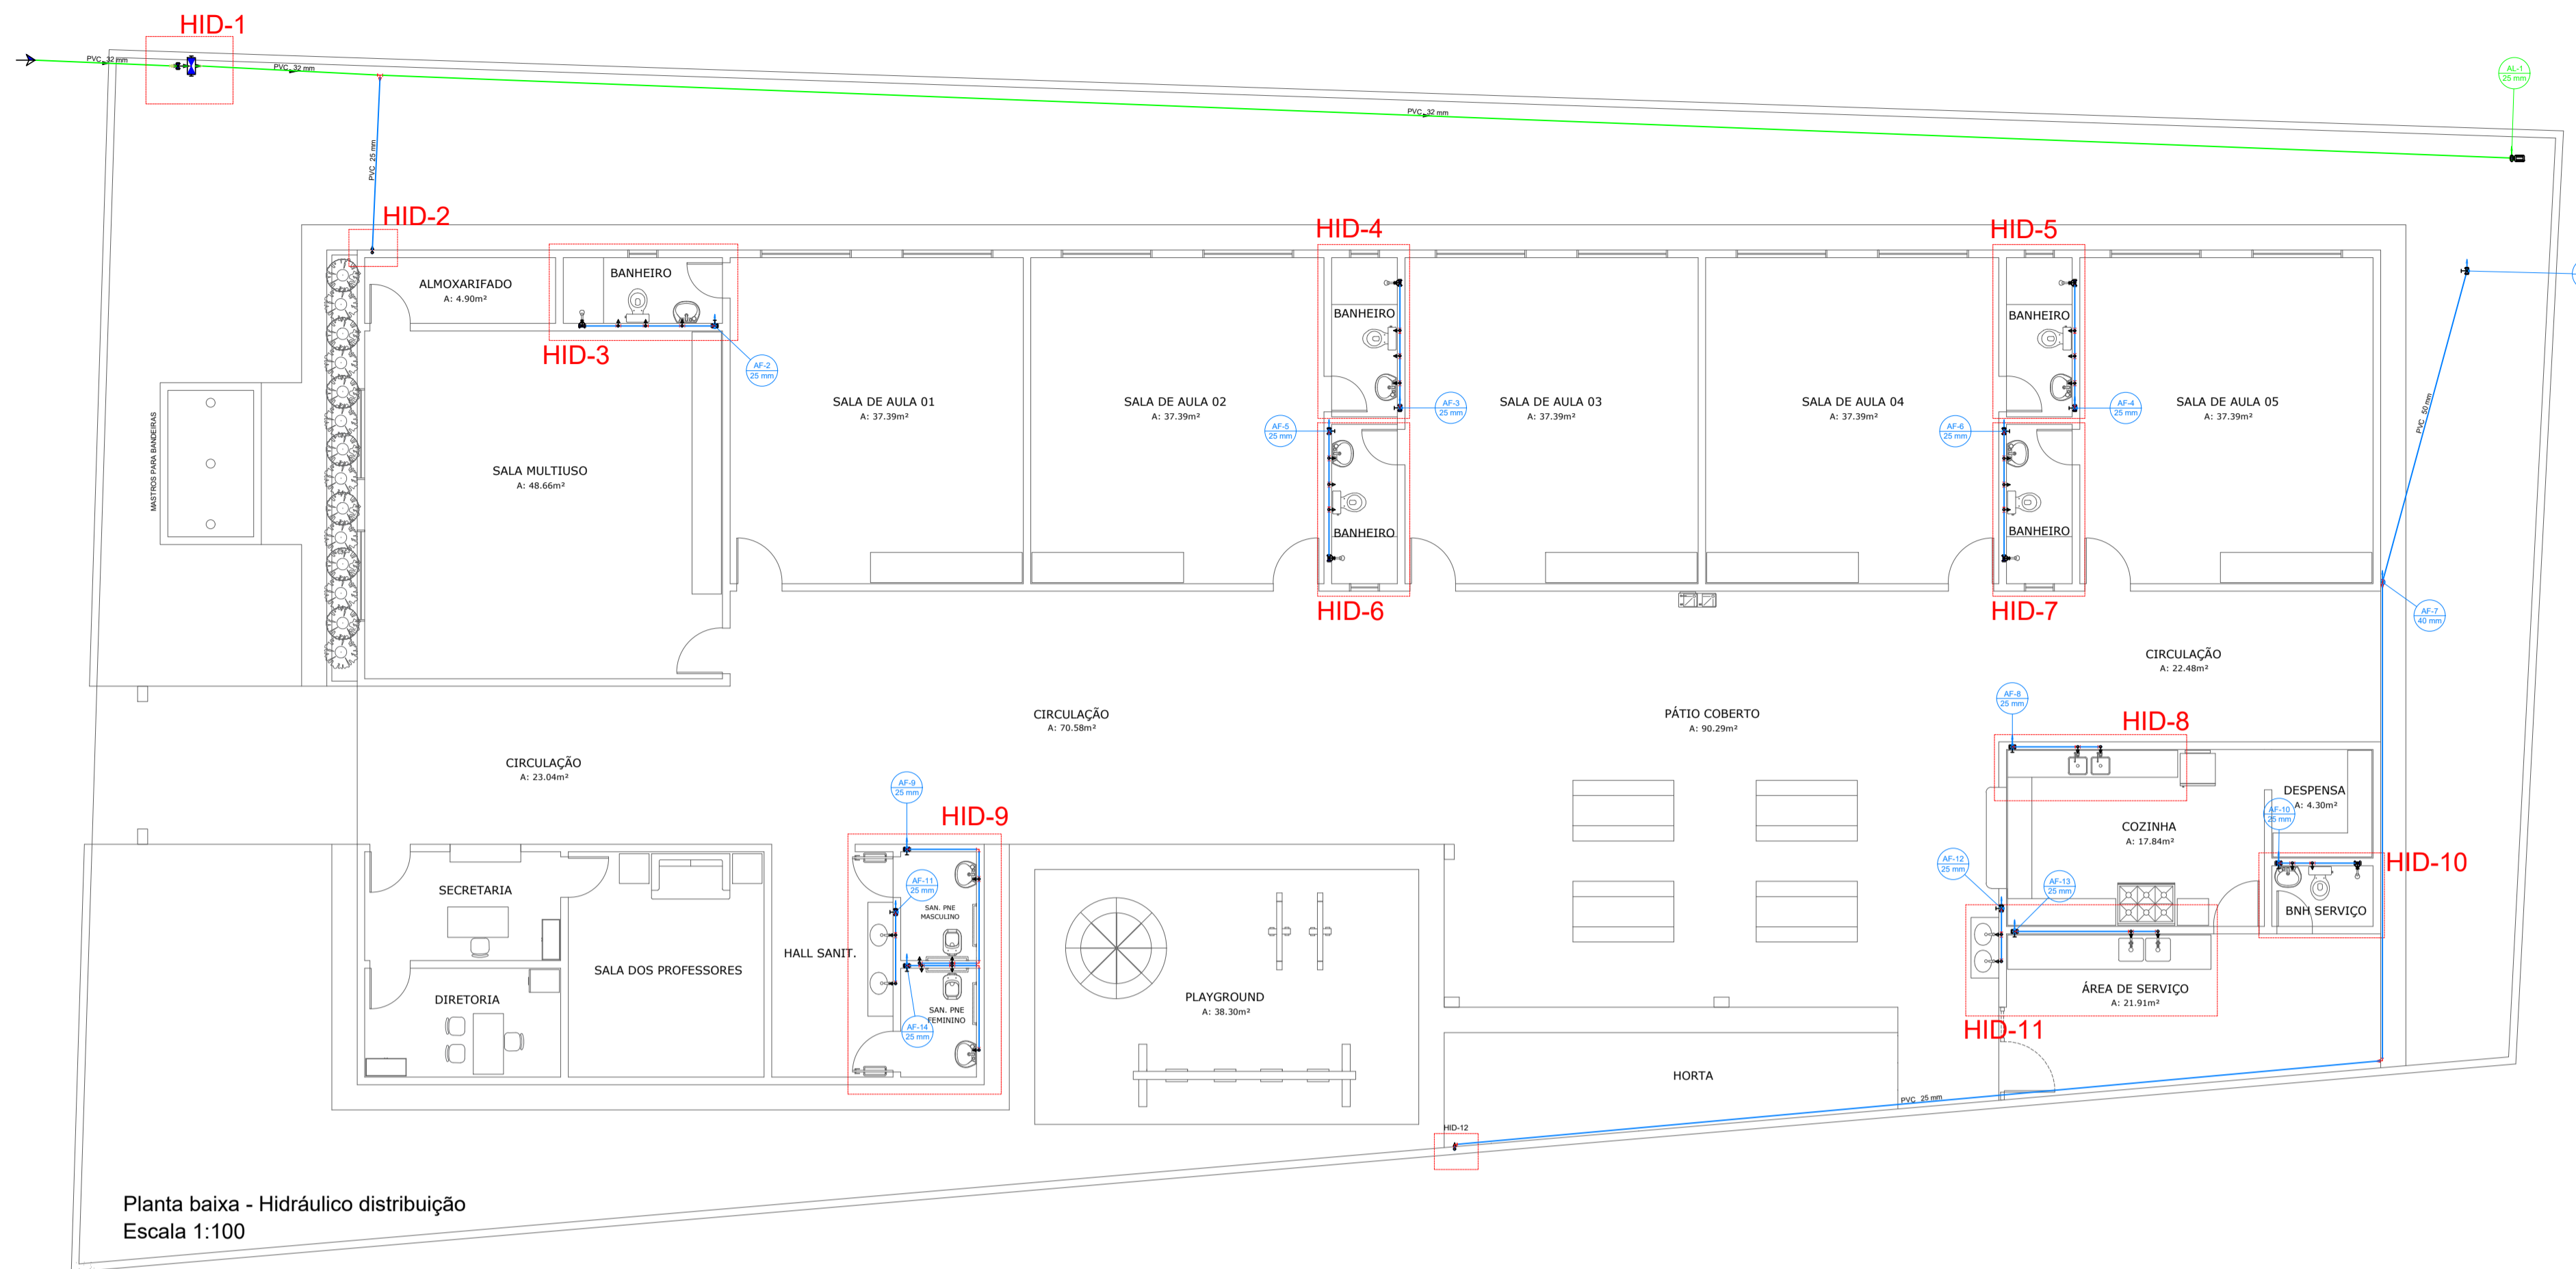 HID-1
PVC 32 mm
PVC 32 mm
PVC 32 mm
AL-1
25 mm
PVC 25 mm
HID-2
HID-4
HID-5
ALMOXARIFADO
A: 4.90m²
BANHEIRO
HID-3
AF-2
25 mm
BANHEIRO
BANHEIRO
MASTROS PARA BANDEIRAS
SALA DE AULA 01
A: 37.39m²
SALA DE AULA 02
A: 37.39m²
AF-3
25 mm
SALA DE AULA 03
A: 37.39m²
SALA DE AULA 04
A: 37.39m²
AF-4
25 mm
SALA DE AULA 05
A: 37.39m²
PVC 50 mm
AF-5
25 mm
AF-6
25 mm
SALA MULTIUSO
A: 48.66m²
BANHEIRO
BANHEIRO
HID-6
HID-7
AF-7
40 mm
CIRCULAÇÃO
A: 22.48m²
CIRCULAÇÃO
A: 70.58m²
PÁTIO COBERTO
A: 90.29m²
AF-8
25 mm
HID-8
CIRCULAÇÃO
A: 23.04m²
AF-9
25 mm
HID-9
DESPENSA
A: 4.30m²
AF-10
25 mm
COZINHA
A: 17.84m²
HID-10
AF-12
25 mm
AF-13
25 mm
SECRETARIA
AF-11
25 mm
SAN. PNE
MASCULINO
BNH SERVIÇO
HALL SANIT.
SALA DOS PROFESSORES
DIRETORIA
PLAYGROUND
A: 38.30m²
ÁREA DE SERVIÇO
A: 21.91m²
SAN. PNE
FEMININO
AF-14
25 mm
HID-11
HORTA
PVC 25 mm
HID-12
Planta baixa - Hidráulico distribuição
Escala 1:100